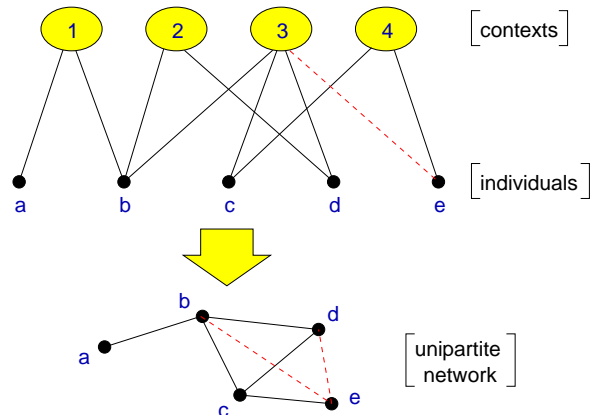 1 2 3 4 contexts
individuals
a b c d e
b d
a
unipartite
network
c e